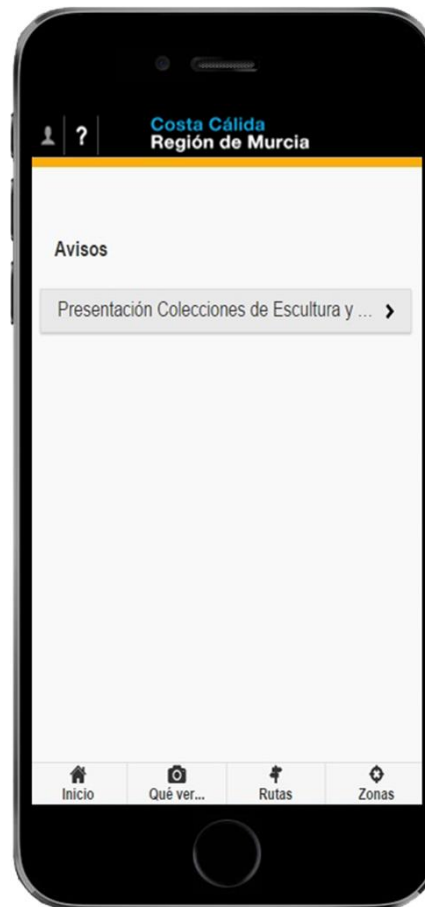 ?
Costa Cálida
Región de Murcia
Avisos
Presentación Colecciones de Escultura y ...
Inicio
Qué ver...
Rutas
Zonas